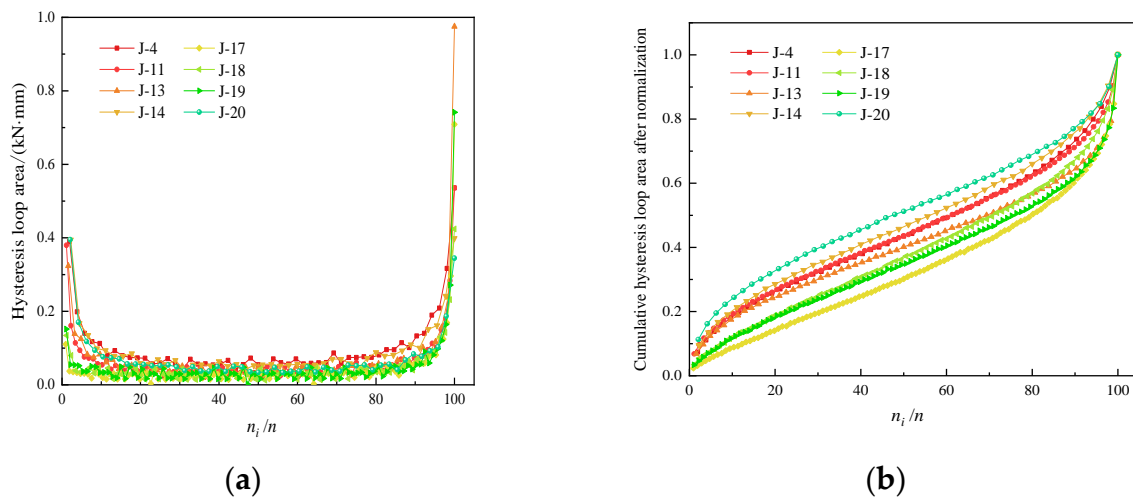 1.0
0.8
0.6
0.4
0.2
0.0
Hysteresis loop area/(kN·mm)
J-4
J-11
J-13
J-14
J-17
J-18
J-19
J-20
0 20 40 60 80 100
n_i/n
(a)
1.0
0.8
0.6
0.4
0.2
0.0
Cumulative hysteresis loop area after normalization
J-4
J-11
J-13
J-14
J-17
J-18
J-19
J-20
0 20 40 60 80 100
n_i/n
(b)